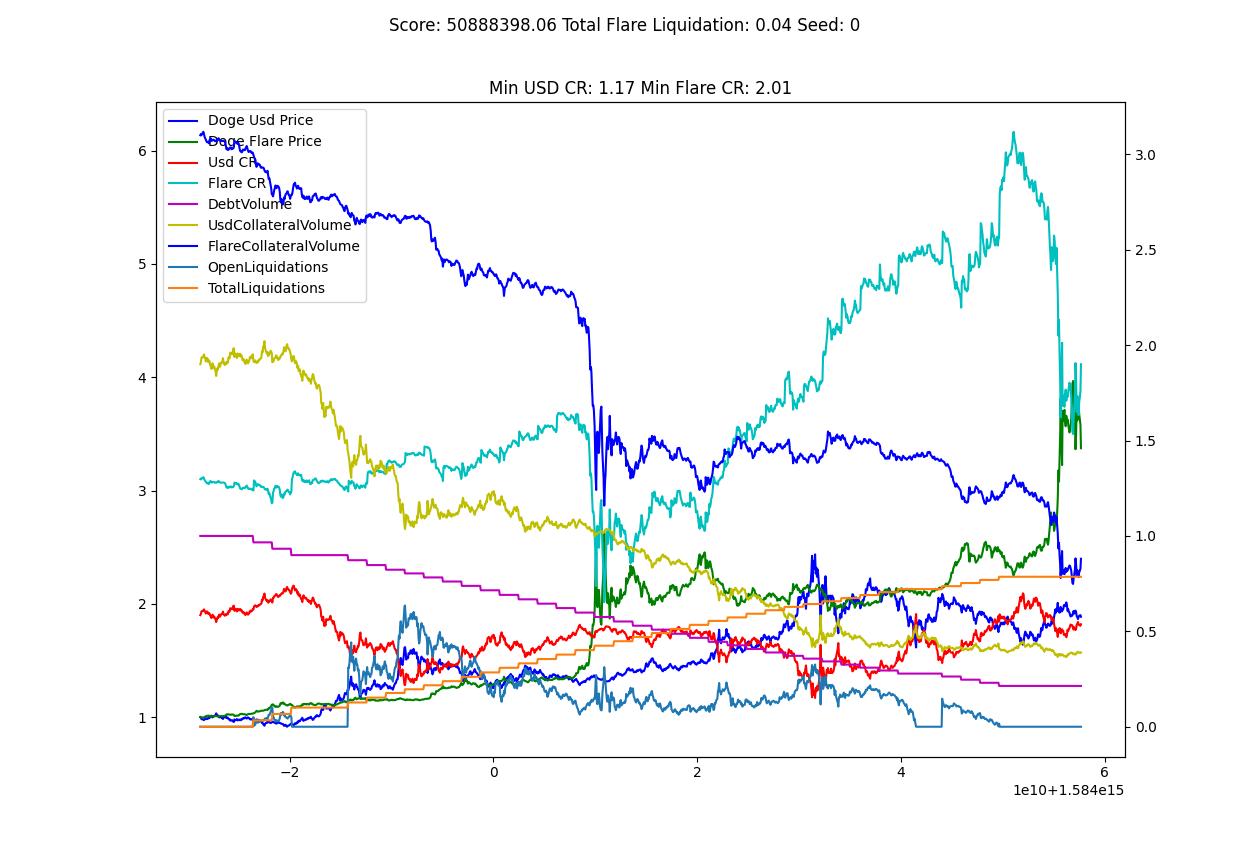 Score: 50888398.06 Total Flare Liquidation: 0.04 Seed: 0
Min USD CR: 1.17 Min Flare CR: 2.01
Doge Usd Price
Doge Flare Price
Usd CR
Flare CR
DebtVolume
UsdCollateralVolume
FlareCollateralVolume
OpenLiquidations
TotalLiquidations
6
5
4
3
2
1
3.0
2.5
2.0
1.5
1.0
0.5
0.0
−2 0 2 4 6
1e10+1.584e15